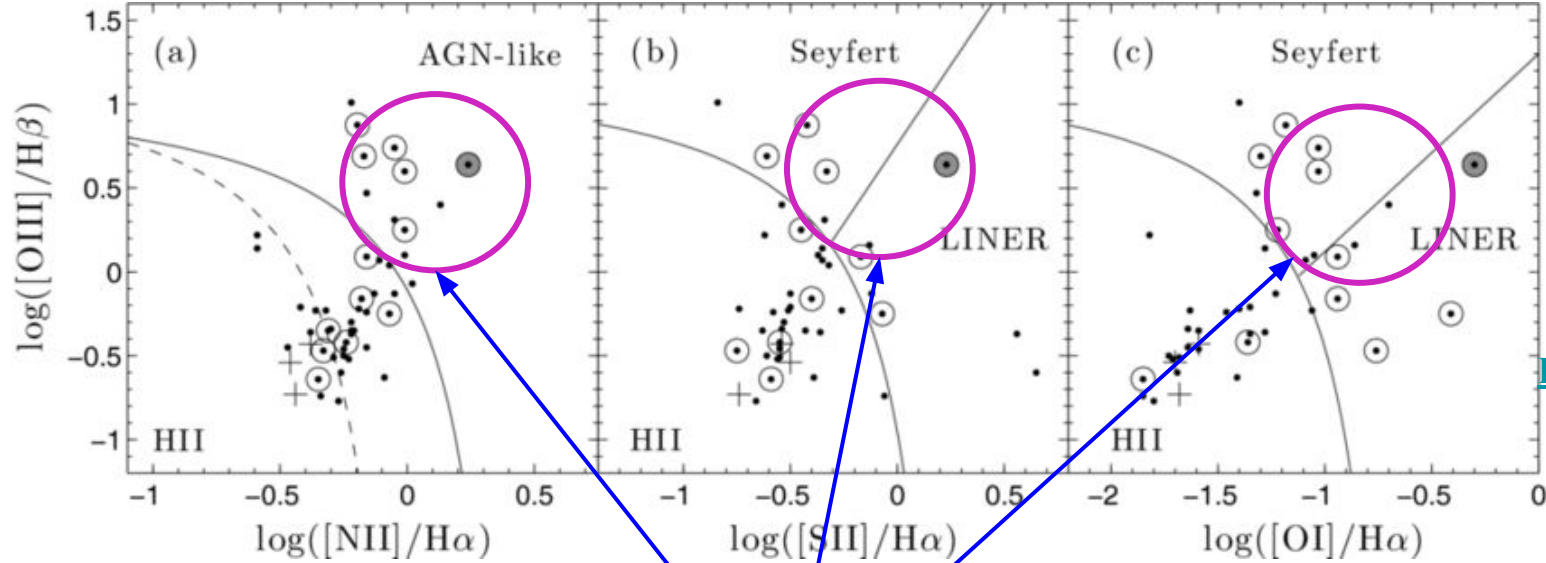 (a)
AGN-like
HII
(b)
Seyfert
LINER
HII
(c)
Seyfert
LINER
HII
log([OIII]/Hβ)
1.5
1
0.5
0
−0.5
−1
−1
−0.5
0
0.5
−1
−0.5
0
0.5
−2
−1.5
−1
−0.5
0
log([NII]/Hα)
log([SII]/Hα)
log([OI]/Hα)